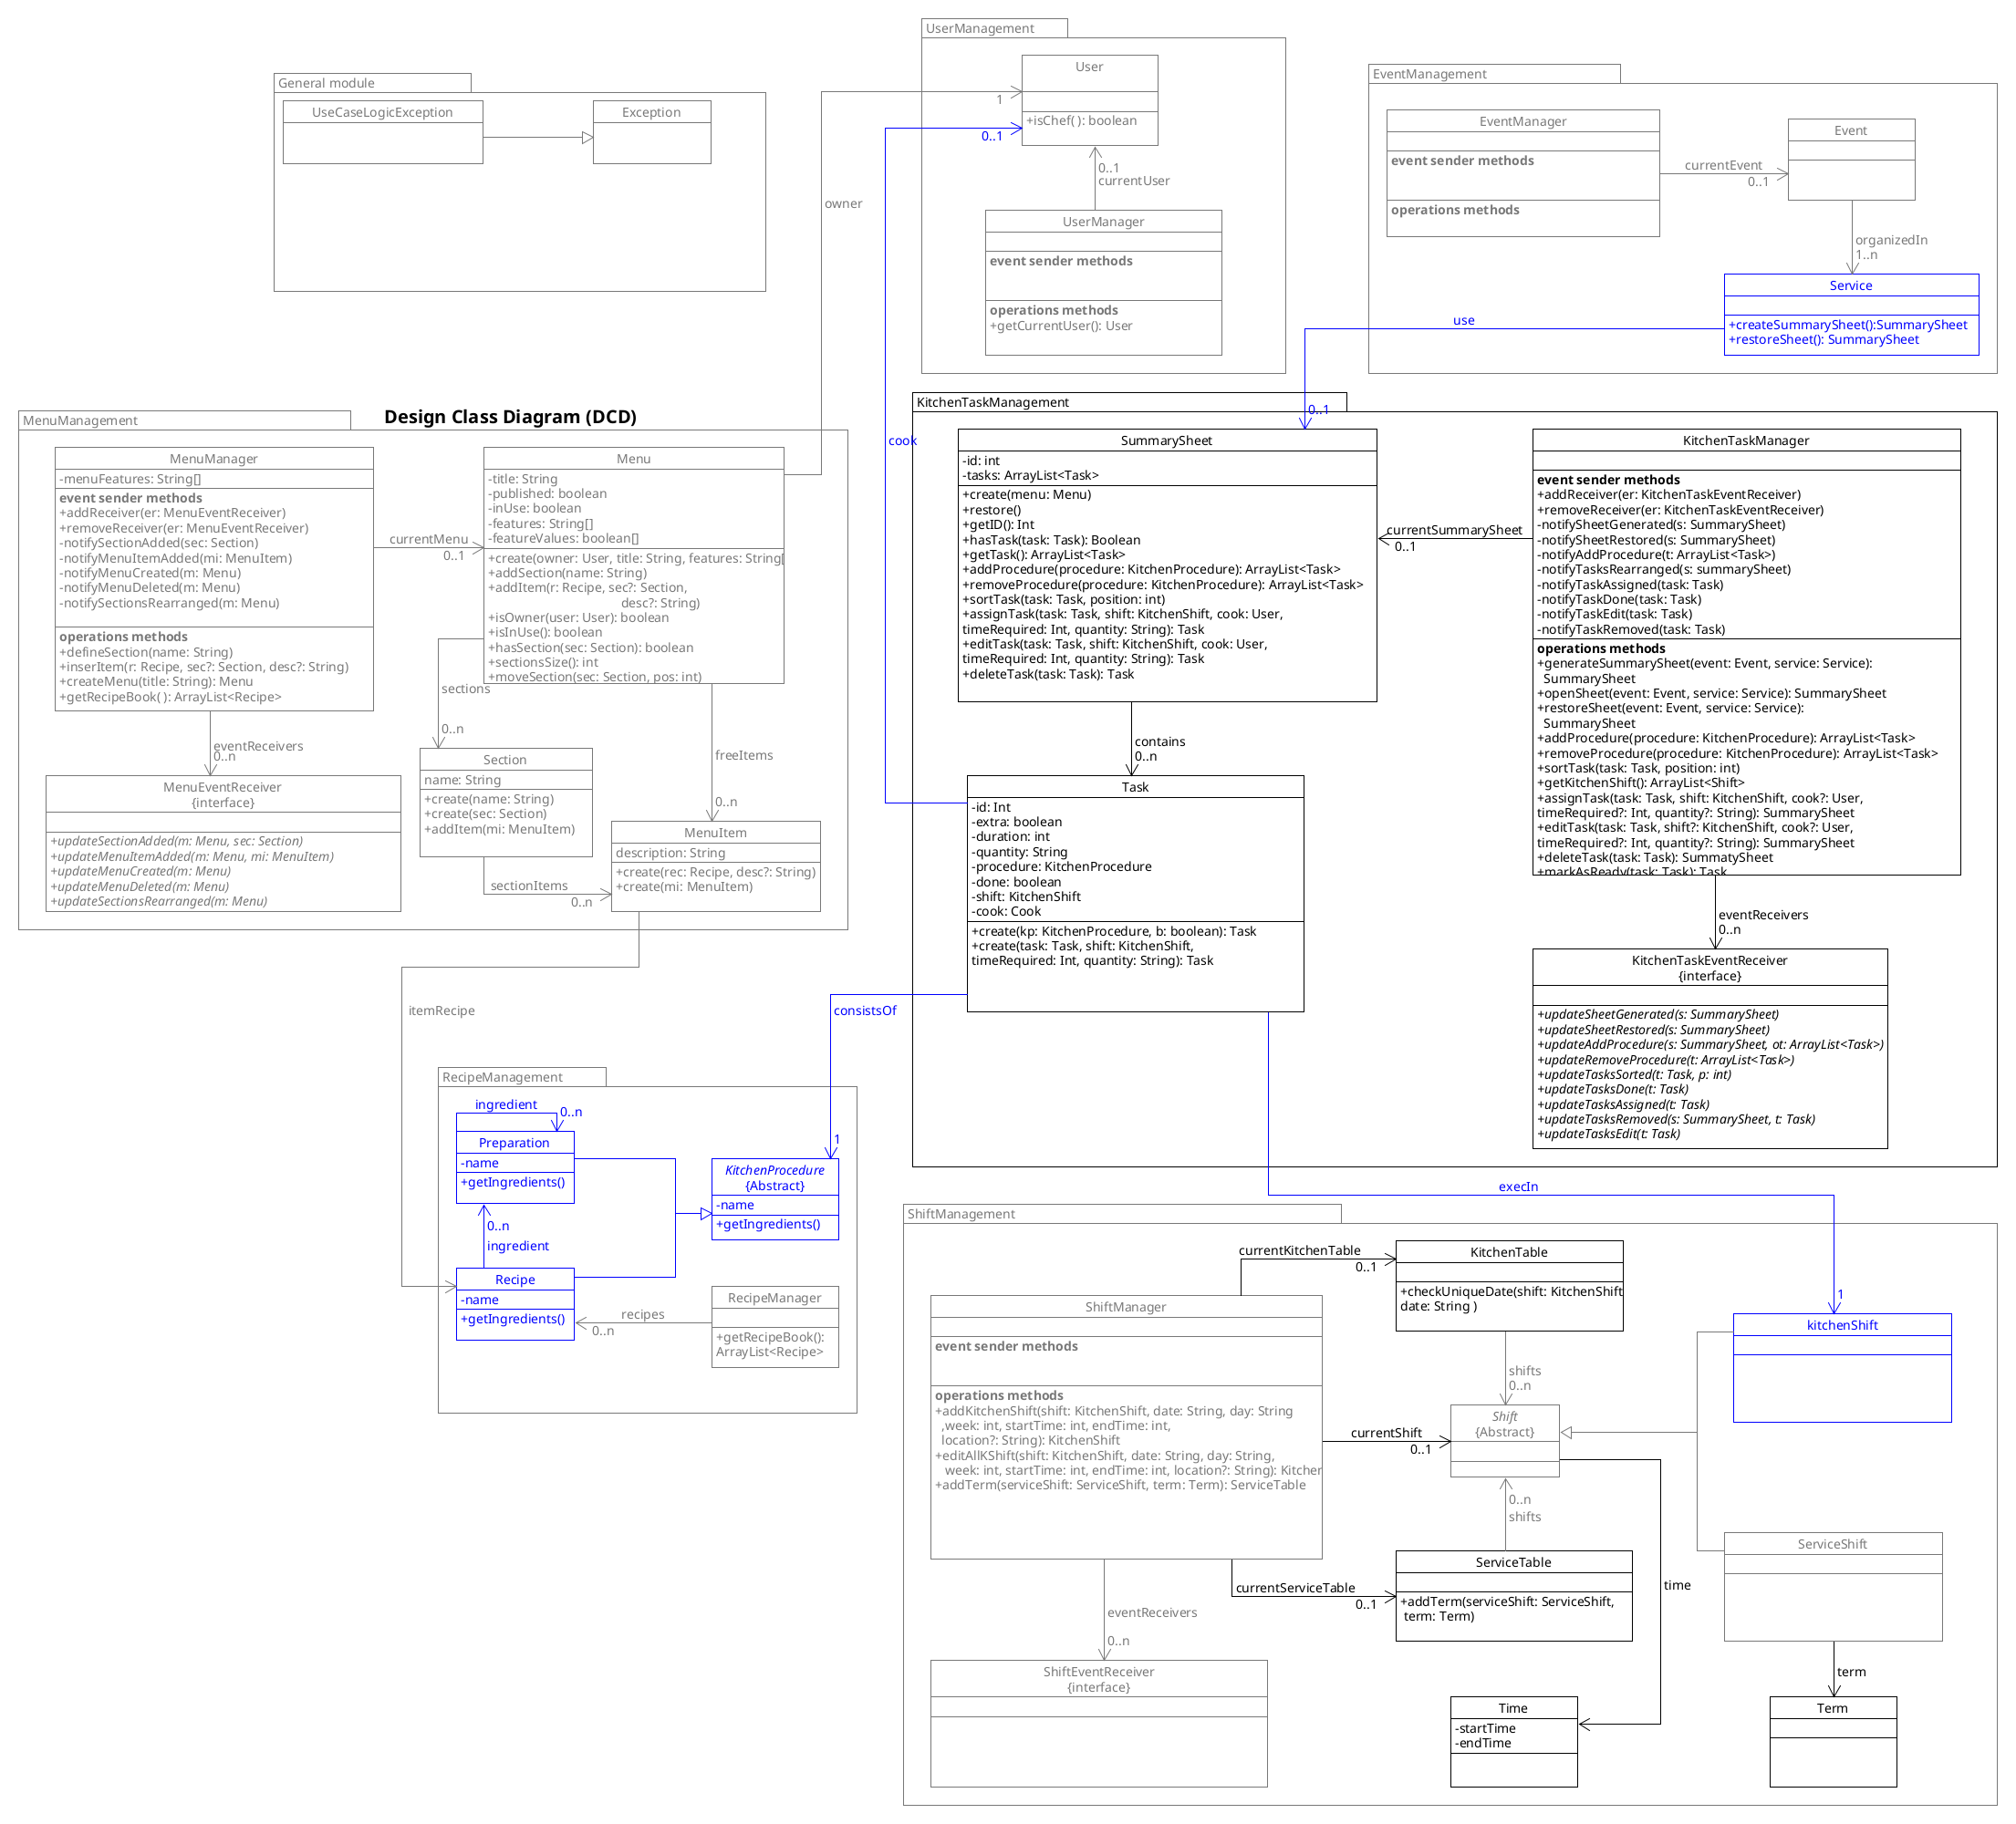 UserManagement
User
1
+isChef( ): boolean
0..1
0..1
currentUser
UserManager
event sender methods
operations methods
+getCurrentUser(): User
General module
UseCaseLogicException
Exception
owner
EventManagement
EventManager
event sender methods
operations methods
currentEvent
0..1
Event
organizedIn
1..n
Service
+createSummarySheet():SummarySheet
+restoreSheet(): SummarySheet
use
0..1
Design Class Diagram (DCD)
MenuManagement
MenuManager
-menuFeatures: String[]
event sender methods
+addReceiver(er: MenuEventReceiver)
+removeReceiver(er: MenuEventReceiver)
-notifySectionAdded(sec: Section)
-notifyMenuItemAdded(mi: MenuItem)
-notifyMenuCreated(m: Menu)
-notifyMenuDeleted(m: Menu)
-notifySectionsRearranged(m: Menu)
operations methods
+defineSection(name: String)
+inserItem(r: Recipe, sec?: Section, desc?: String)
+createMenu(title: String): Menu
+getRecipeBook( ): ArrayList<Recipe>
currentMenu
0..1
Menu
-title: String
-published: boolean
-inUse: boolean
-features: String[]
-featureValues: boolean[]
+create(owner: User, title: String, features: String[
+addSection(name: String)
+addItem(r: Recipe, sec?: Section,
desc?: String)
+isOwner(user: User): boolean
+isInUse(): boolean
+hasSection(sec: Section): boolean
+sectionsSize(): int
+moveSection(sec: Section, pos: int)
sections
0..n
eventReceivers
0..n
freeItems
0..n
MenuEventReceiver
{interface}
+updateSectionAdded(m: Menu, sec: Section)
+updateMenuItemAdded(m: Menu, mi: MenuItem)
+updateMenuCreated(m: Menu)
+updateMenuDeleted(m: Menu)
+updateSectionsRearranged(m: Menu)
Section
name: String
+create(name: String)
+create(sec: Section)
+addItem(mi: MenuItem)
sectionItems
0..n
MenuItem
description: String
+create(rec: Recipe, desc?: String)
+create(mi: MenuItem)
itemRecipe
cook
KitchenTaskManagement
SummarySheet
-id: int
-tasks: ArrayList<Task>
+create(menu: Menu)
+restore()
+getID(): Int
+hasTask(task: Task): Boolean
+getTask(): ArrayList<Task>
+addProcedure(procedure: KitchenProcedure): ArrayList<Task>
+removeProcedure(procedure: KitchenProcedure): ArrayList<Task>
+sortTask(task: Task, position: int)
+assignTask(task: Task, shift: KitchenShift, cook: User,
timeRequired: Int, quantity: String): Task
+editTask(task: Task, shift: KitchenShift, cook: User,
timeRequired: Int, quantity: String): Task
+deleteTask(task: Task): Task
currentSummarySheet
0..1
KitchenTaskManager
event sender methods
+addReceiver(er: KitchenTaskEventReceiver)
+removeReceiver(er: KitchenTaskEventReceiver)
-notifySheetGenerated(s: SummarySheet)
-notifySheetRestored(s: SummarySheet)
-notifyAddProcedure(t: ArrayList<Task>)
-notifyTasksRearranged(s: summarySheet)
-notifyTaskAssigned(task: Task)
-notifyTaskDone(task: Task)
-notifyTaskEdit(task: Task)
-notifyTaskRemoved(task: Task)
operations methods
+generateSummarySheet(event: Event, service: Service):
SummarySheet
+openSheet(event: Event, service: Service): SummarySheet
+restoreSheet(event: Event, service: Service):
SummarySheet
+addProcedure(procedure: KitchenProcedure): ArrayList<Task>
+removeProcedure(procedure: KitchenProcedure): ArrayList<Task>
+sortTask(task: Task, position: int)
+getKitchenShift(): ArrayList<Shift>
+assignTask(task: Task, shift: KitchenShift, cook?: User,
timeRequired?: Int, quantity?: String): SummarySheet
+editTask(task: Task, shift?: KitchenShift, cook?: User,
timeRequired?: Int, quantity?: String): SummarySheet
+deleteTask(task: Task): SummatySheet
+markAsReady(task: Task): Task
contains
0..n
Task
-id: Int
-extra: boolean
-duration: int
-quantity: String
-procedure: KitchenProcedure
-done: boolean
-shift: KitchenShift
-cook: Cook
+create(kp: KitchenProcedure, b: boolean): Task
+create(task: Task, shift: KitchenShift,
timeRequired: Int, quantity: String): Task
eventReceivers
0..n
KitchenTaskEventReceiver
{interface}
+updateSheetGenerated(s: SummarySheet)
+updateSheetRestored(s: SummarySheet)
+updateAddProcedure(s: SummarySheet, ot: ArrayList<Task>)
+updateRemoveProcedure(t: ArrayList<Task>)
+updateTasksSorted(t: Task, p: int)
+updateTasksDone(t: Task)
+updateTasksAssigned(t: Task)
+updateTasksRemoved(s: SummarySheet, t: Task)
+updateTasksEdit(t: Task)
consistsOf
1
execIn
1
RecipeManagement
ingredient
0..n
Preparation
-name
+getIngredients()
KitchenProcedure
{Abstract}
-name
+getIngredients()
0..n
ingredient
Recipe
-name
+getIngredients()
recipes
0..n
RecipeManager
+getRecipeBook():
ArrayList<Recipe>
ShiftManagement
currentKitchenTable
0..1
KitchenTable
+checkUniqueDate(shift: KitchenShift
date: String )
ShiftManager
event sender methods
operations methods
+addKitchenShift(shift: KitchenShift, date: String, day: String
,week: int, startTime: int, endTime: int,
location?: String): KitchenShift
+editAllKShift(shift: KitchenShift, date: String, day: String,
week: int, startTime: int, endTime: int, location?: String): Kitchen
+addTerm(serviceShift: ServiceShift, term: Term): ServiceTable
kitchenShift
shifts
0..n
currentShift
0..1
Shift
{Abstract}
0..n
shifts
ServiceShift
ServiceTable
+addTerm(serviceShift: ServiceShift,
term: Term)
currentServiceTable
0..1
time
eventReceivers
0..n
ShiftEventReceiver
{interface}
term
Time
-startTime
-endTime
Term